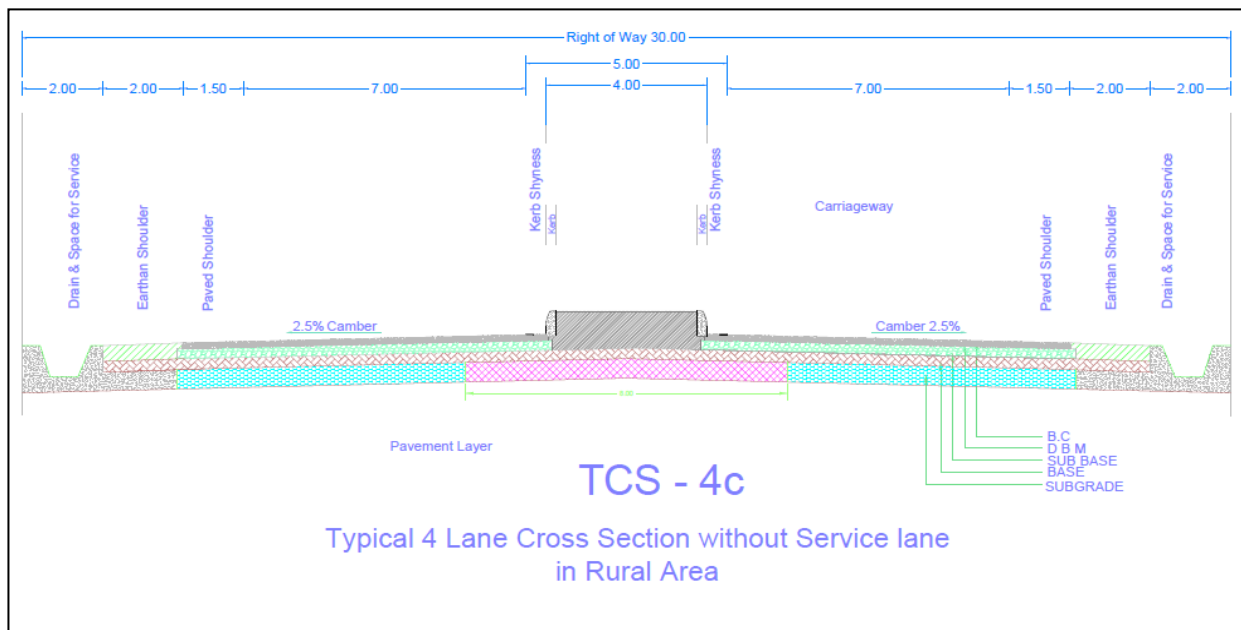 Right of Way 30.00
5.00
2.00 2.00 1.50 7.00 4.00 7.00 1.50 2.00 2.00
Drain & Space for Service
Earthan Shoulder
Paved Shoulder
Kerb Shyness
Kerb
Kerb
Kerb Shyness
Carriageway
Paved Shoulder
Earthan Shoulder
Drain & Space for Service
2.5% Camber
Camber 2.5%
Pavement Layer
B.C
D B M
SUB BASE
BASE
SUBGRADE
TCS - 4c
Typical 4 Lane Cross Section without Service lane
in Rural Area